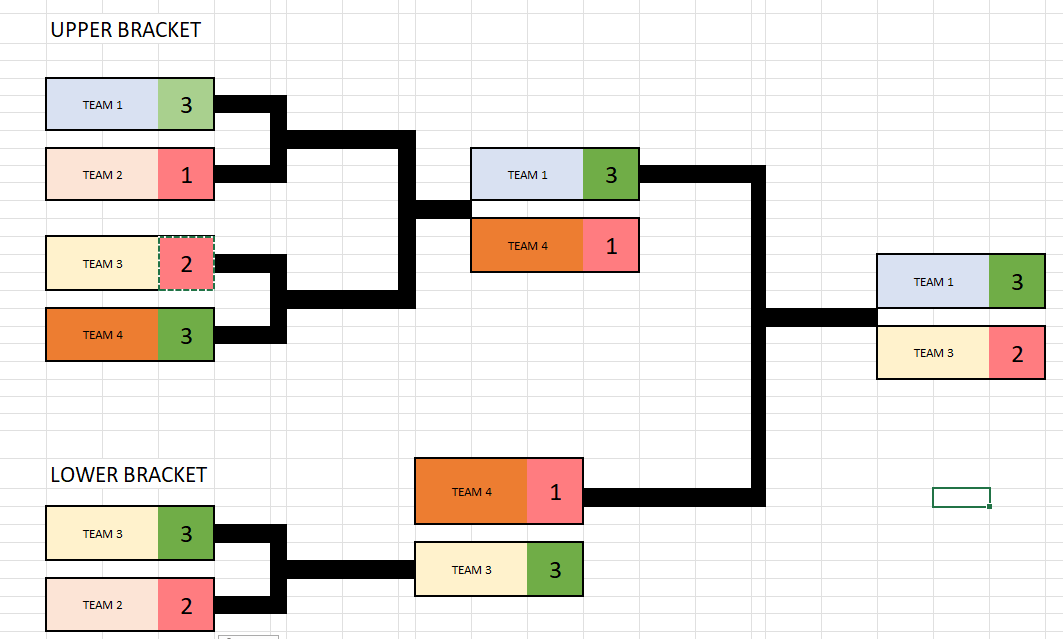 UPPER BRACKET
TEAM 1 3
TEAM 2 1
TEAM 3 2
TEAM 4 3
TEAM 1 3
TEAM 4 1
TEAM 1 3
TEAM 3 2
LOWER BRACKET
TEAM 3 3
TEAM 2 2
TEAM 4 1
TEAM 3 3